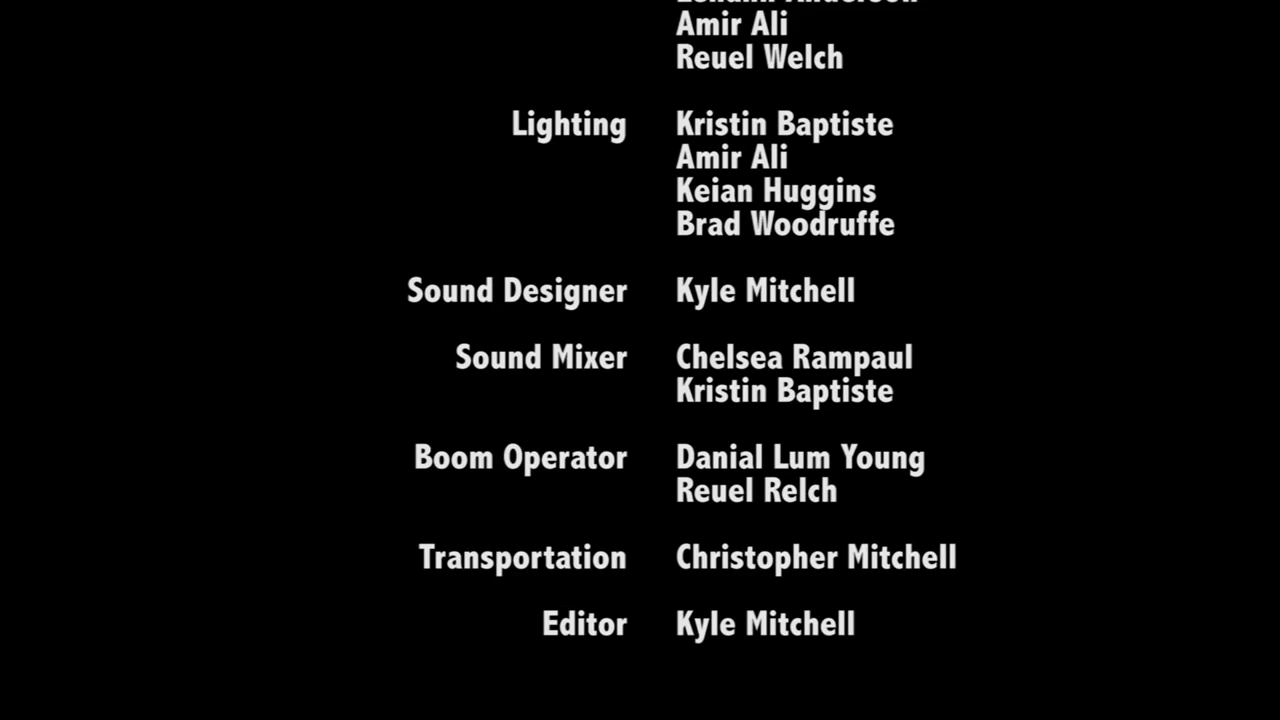 Amir Ali
Reuel Welch
Lighting Kristin Baptiste
Amir Ali
Keian Huggins
Brad Woodruffe
Sound Designer Kyle Mitchell
Sound Mixer Chelsea Rampaul
Kristin Baptiste
Boom Operator Danial Lum Young
Reuel Relch
Transportation Christopher Mitchell
Editor Kyle Mitchell